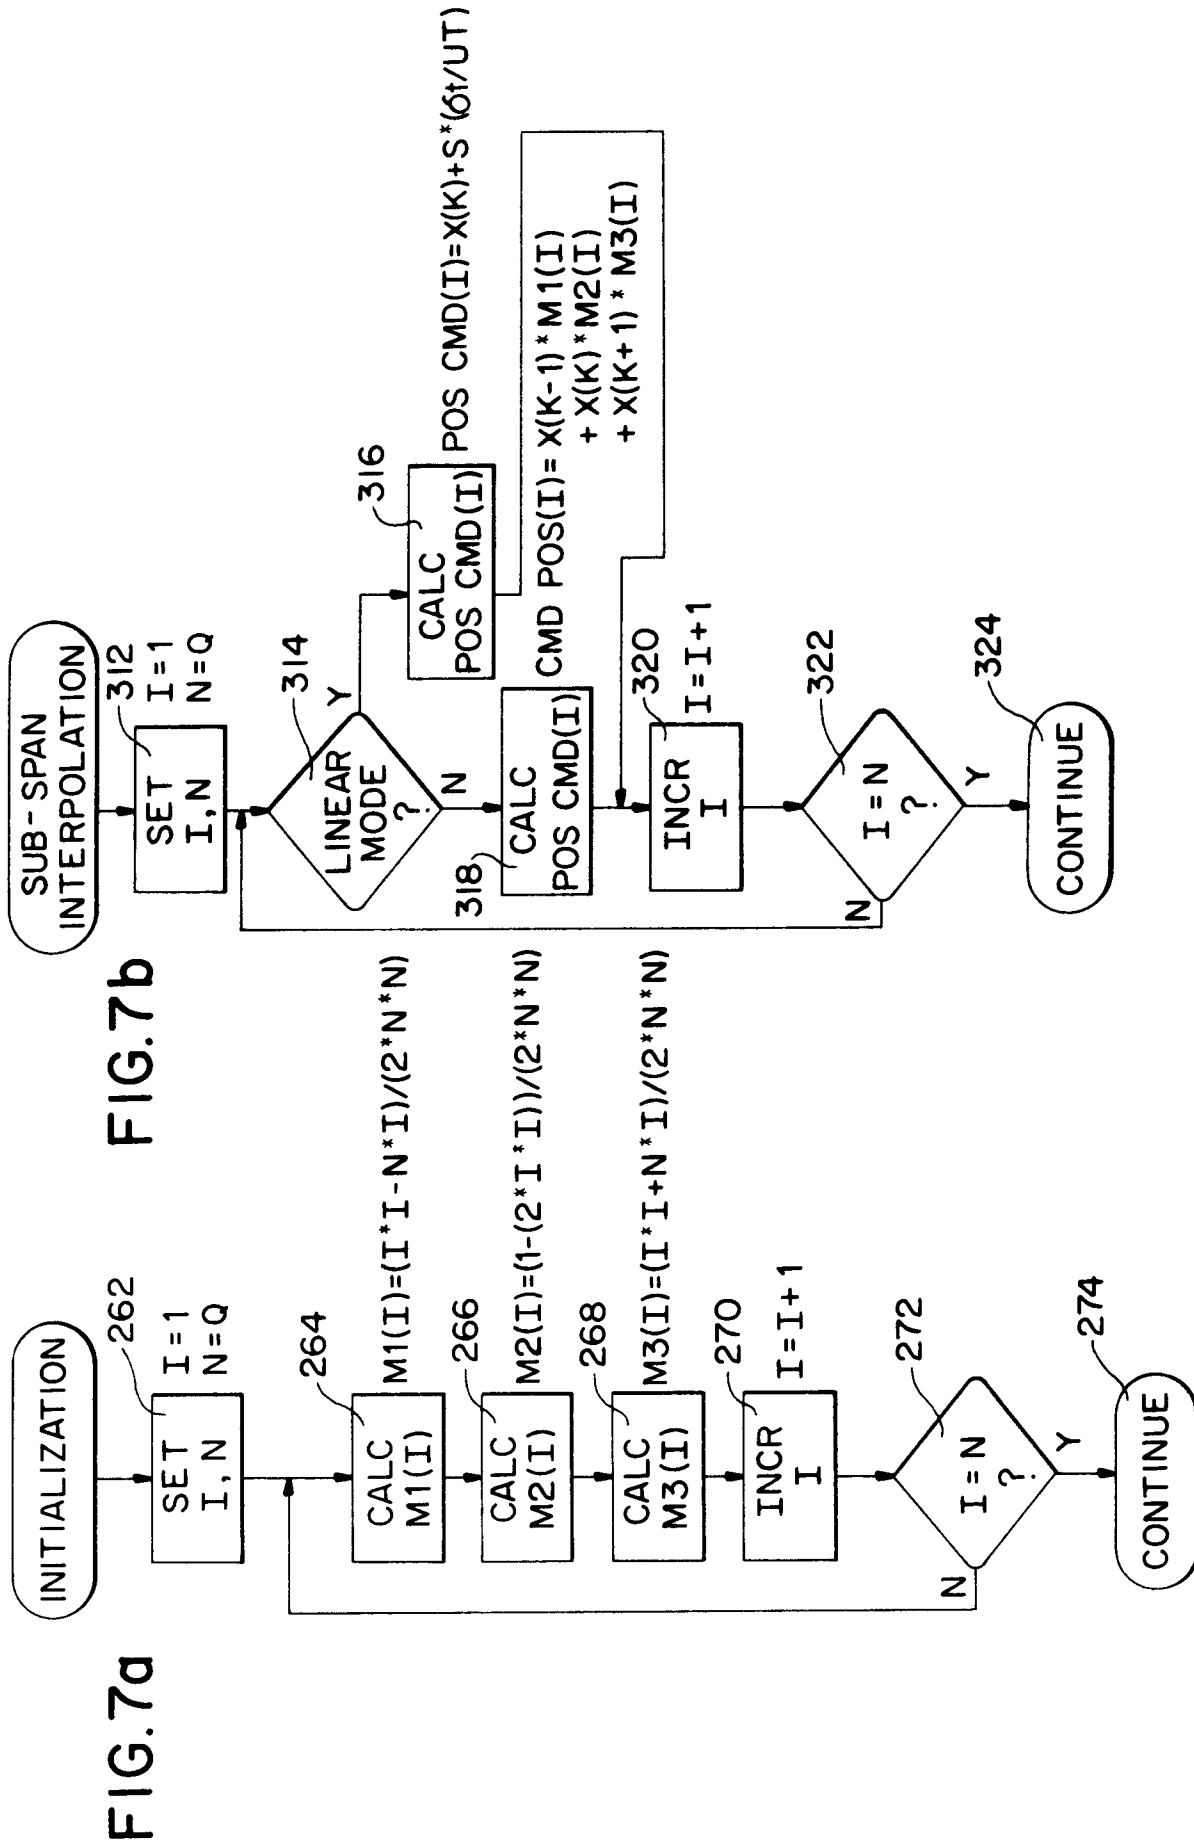 FIG.7a
INITIALIZATION
262
SET
I,N
I=1
N=Q
264
CALC
M1(I)
M1(I)=(I*I-N*I)/(2*N*N)
266
CALC
M2(I)
M2(I)=(1-(2*I*I))/(2*N*N)
268
CALC
M3(I)
M3(I)=(I*I+N*I)/(2*N*N)
270
INCR
I
I=I+1
272
I=N
?
N
Y
274
CONTINUE
FIG.7b
SUB-SPAN
INTERPOLATION
312
SET
I,N
I=1
N=Q
314
LINEAR
MODE
?
Y
N
316
CALC
POS CMD(I)
POS CMD(I)=X(K)+S*(δt/UT)
318
CALC
POS CMD(I)
CMD POS(I)=X(K-1)*M1(I)
+X(K)*M2(I)
+X(K+1)*M3(I)
320
INCR
I
I=I+1
322
I=N
?
N
Y
324
CONTINUE